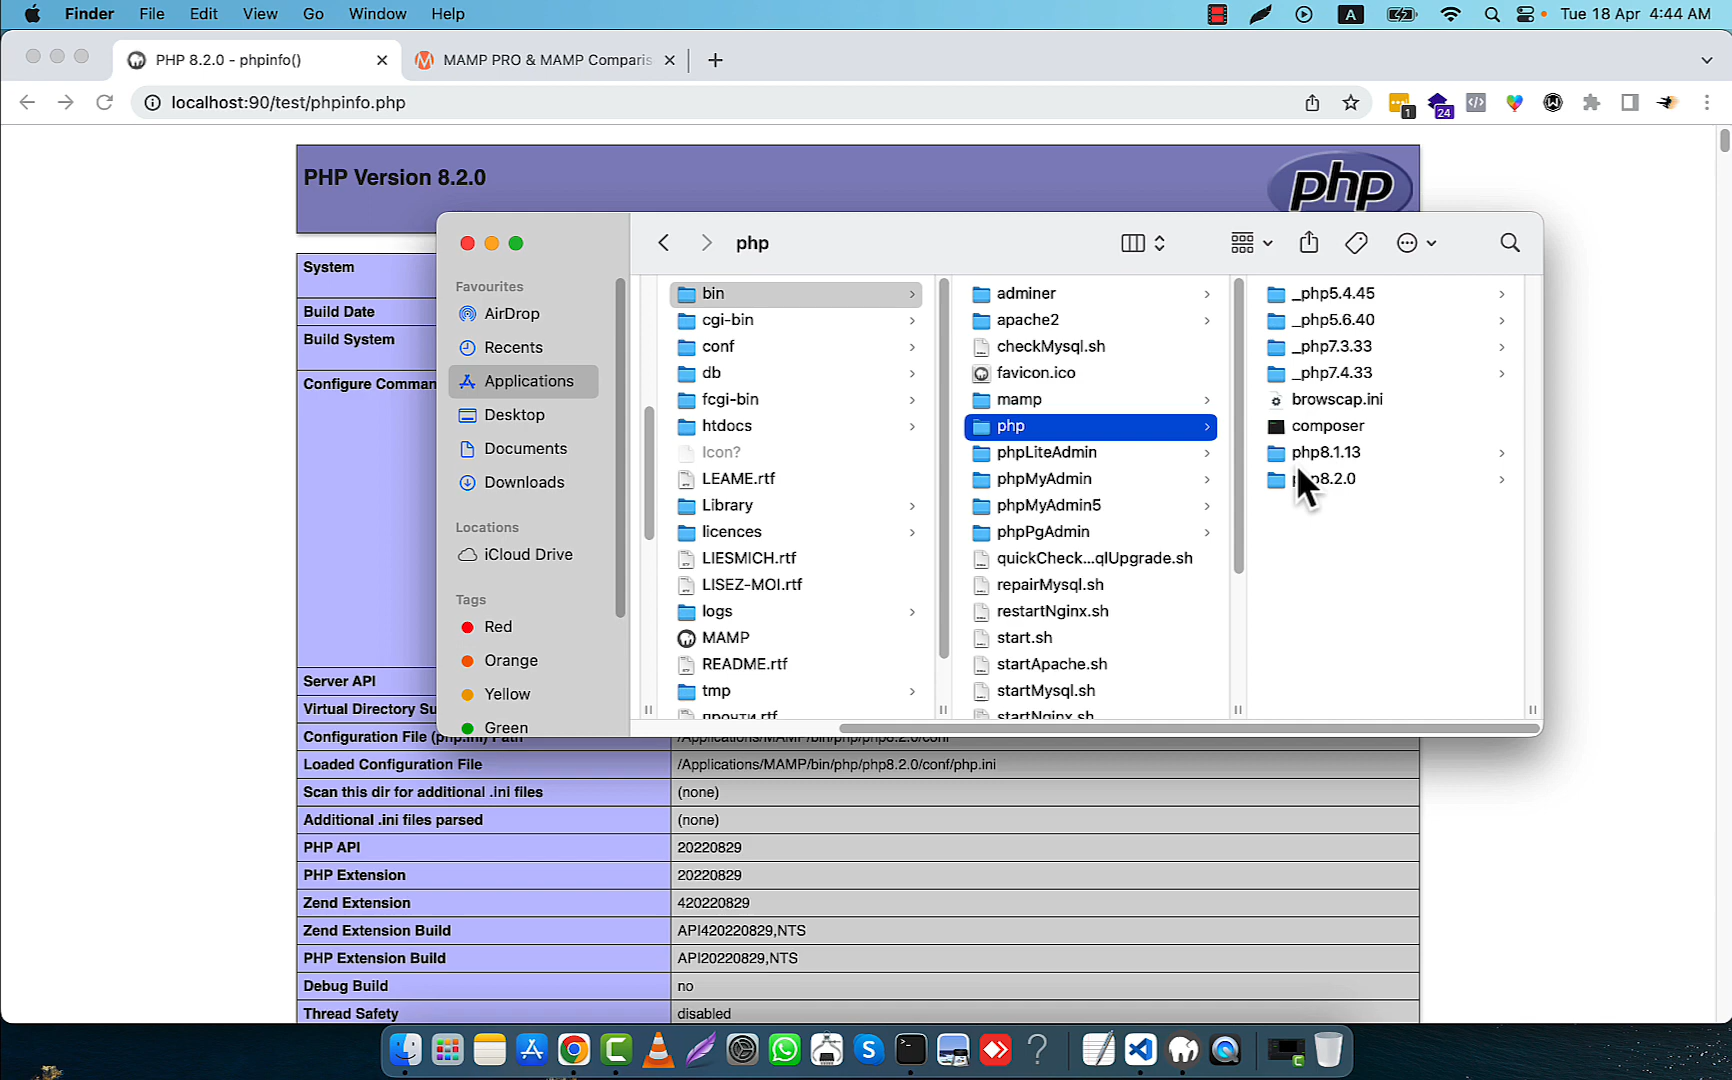 Finder File Edit View Go Window Help
A
Tue 18 Apr 4:44 AM
PHP 8.2.0 - phpinfo()
MAMP PRO & MAMP Comparis
localhost:90/test/phpinfo.php
1
24
PHP Version 8.2.0
php
System
Build Date
Build System
Configure Comman
php
Favourites
AirDrop
Recents
Applications
Desktop
Documents
Downloads
Locations
iCloud Drive
Tags
Red
Orange
Yellow
Green
bin
cgi-bin
conf
db
fcgi-bin
htdocs
Icon?
LEAME.rtf
Library
licences
LIESMICH.rtf
LISEZ-MOI.rtf
logs
MAMP
README.rtf
tmp
прочти.rtf
adminer
apache2
checkMysql.sh
favicon.ico
mamp
php
phpLiteAdmin
phpMyAdmin
phpMyAdmin5
phpPgAdmin
quickCheck...qlUpgrade.sh
repairMysql.sh
restartNginx.sh
start.sh
startApache.sh
startMysql.sh
startNginx.sh
_php5.4.45
_php5.6.40
_php7.3.33
_php7.4.33
browscap.ini
composer
php8.1.13
php8.2.0
Server API
Virtual Directory Su
Configuration File (php.ini) Path /Applications/MAMP/bin/php/php8.2.0/conf
Loaded Configuration File /Applications/MAMP/bin/php/php8.2.0/conf/php.ini
Scan this dir for additional .ini files (none)
Additional .ini files parsed (none)
PHP API 20220829
PHP Extension 20220829
Zend Extension 420220829
Zend Extension Build API420220829,NTS
PHP Extension Build API20220829,NTS
Debug Build no
Thread Safety disabled